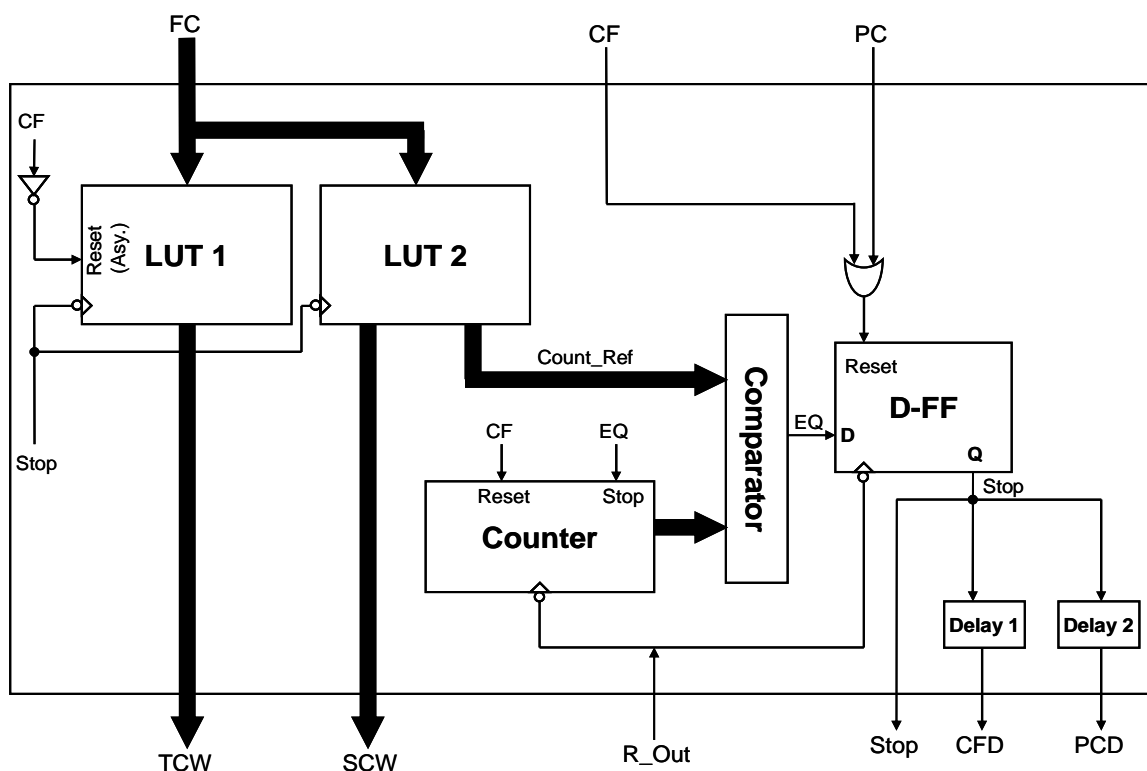 FC
CF
PC
CF
Reset
(Asy.)
LUT 1
LUT 2
Count_Ref
Comparator
Reset
D-FF
EQ
D
Q
CF
EQ
Stop
Reset
Stop
Stop
Counter
Delay 1
Delay 2
TCW
SCW
R_Out
Stop
CFD
PCD